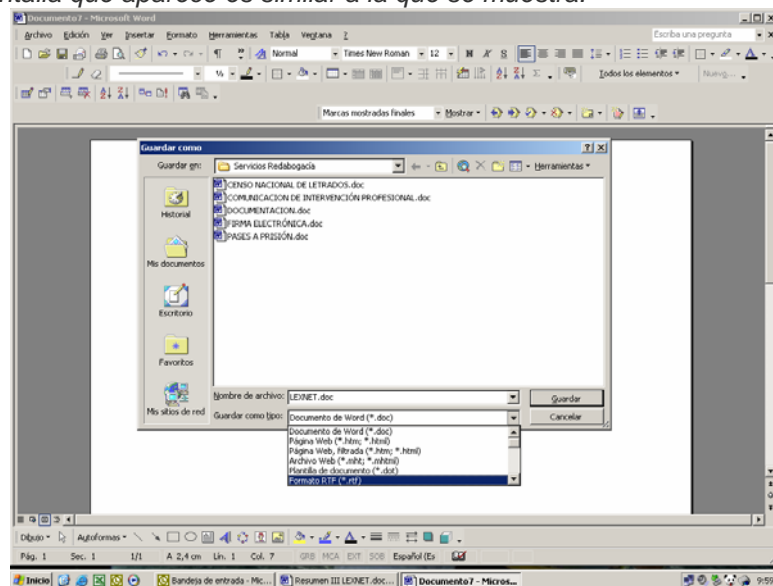 pantalla que aparece es similar a la que se muestra:
Documento7 - Microsoft Word
Archivo Edición Ver Insertar Formato Herramientas Tabla Ventana ?
Escriba una pregunta
Normal Times New Roman 12 N K S
½ Todos los elementos Nuevo...
Marcas mostradas finales Mostrar
Guardar como
Guardar en: Servicios Redabogacía Herramientas
Historial
Mis documentos
Escritorio
Favoritos
Mis sitios de red
CENSO NACIONAL DE LETRADOS.doc
COMUNICACION DE INTERVENCIÓN PROFESIONAL.doc
DOCUMENTACION.doc
FIRMA ELECTRÓNICA.doc
PASES A PRISIÓN.doc
Nombre de archivo: LEXNET.doc Guardar
Guardar como tipo: Documento de Word (*.doc) Cancelar
Documento de Word (*.doc)
Página Web (*.htm; *.html)
Página Web, filtrada (*.htm; *.html)
Archivo Web (*.mht; *.mhtml)
Plantilla de documento (*.dot)
Formato RTF (*.rtf)
Dibujo Autoformas
Pág. 1 Sec. 1 1/1 A 2,4 cm Lín. 1 Col. 7 GRB MCA EXT SOB Español (Es
Inicio Bandeja de entrada - Mic... Resumen III LEXNET.doc... Documento7 - Micros...